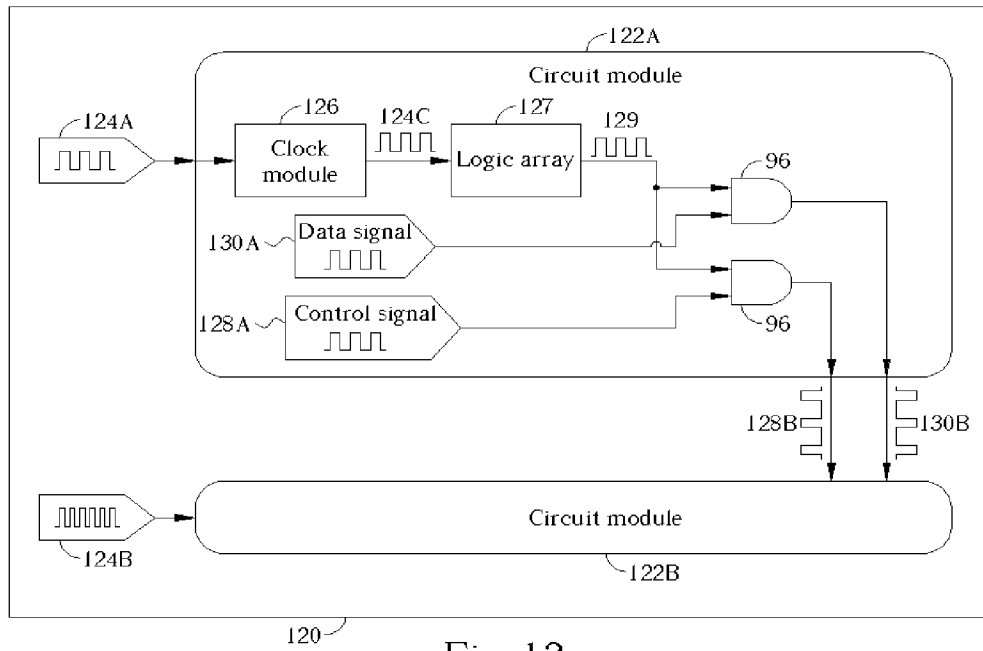 122A
Circuit module
124A
126
124C
127
129
Clock
module
Logic array
96
Data signal
130A
Control signal
128A
96
128B
130B
Circuit module
124B
122B
120